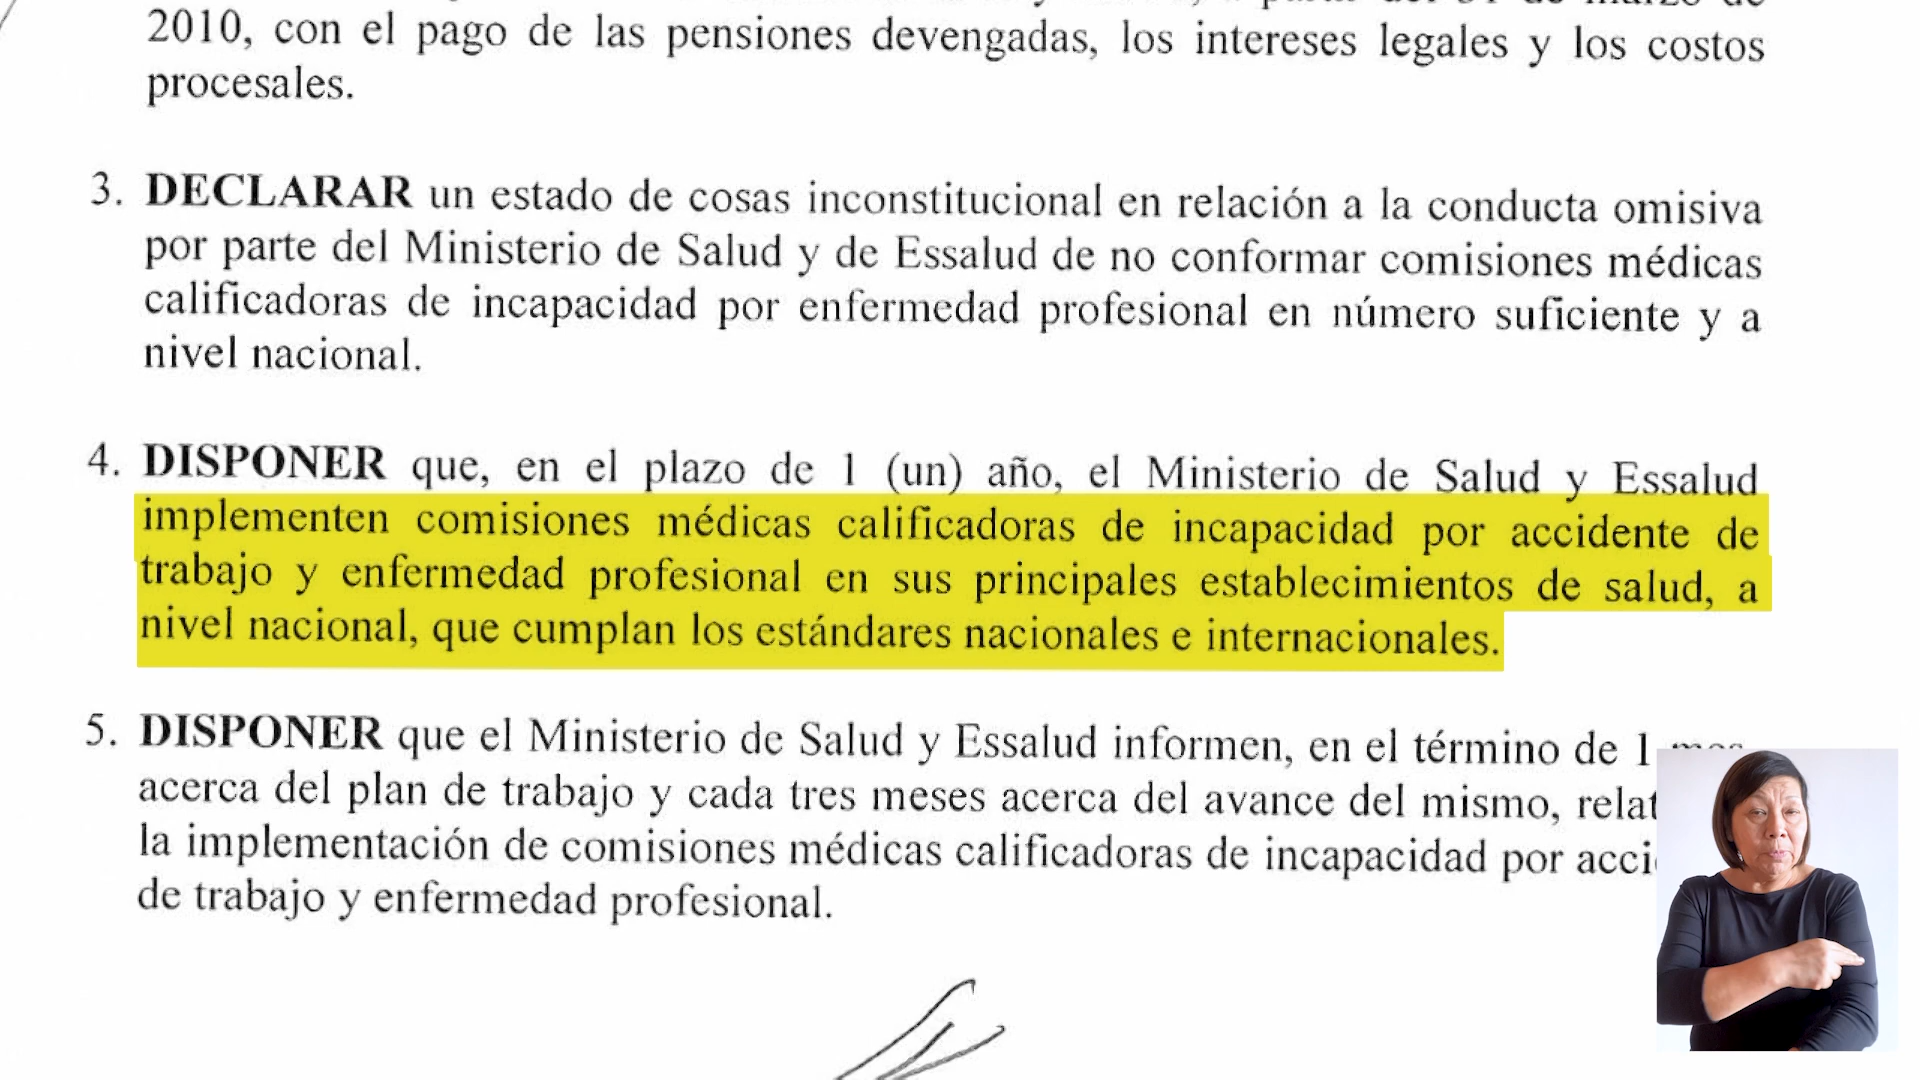 2010, con el pago de las pensiones devengadas, los intereses legales y los costos
procesales.
3. DECLARAR un estado de cosas inconstitucional en relación a la conducta omisiva
por parte del Ministerio de Salud y de Essalud de no conformar comisiones médicas
calificadoras de incapacidad por enfermedad profesional en número suficiente y a
nivel nacional.
4. DISPONER que, en el plazo de 1 (un) año, el Ministerio de Salud y Essalud
implementen comisiones médicas calificadoras de incapacidad por accidente de
trabajo y enfermedad profesional en sus principales establecimientos de salud, a
nivel nacional, que cumplan los estándares nacionales e internacionales.
5. DISPONER que el Ministerio de Salud y Essalud informen, en el término de 1
acerca del plan de trabajo y cada tres meses acerca del avance del mismo, relat
la implementación de comisiones médicas calificadoras de incapacidad por acci
de trabajo y enfermedad profesional.